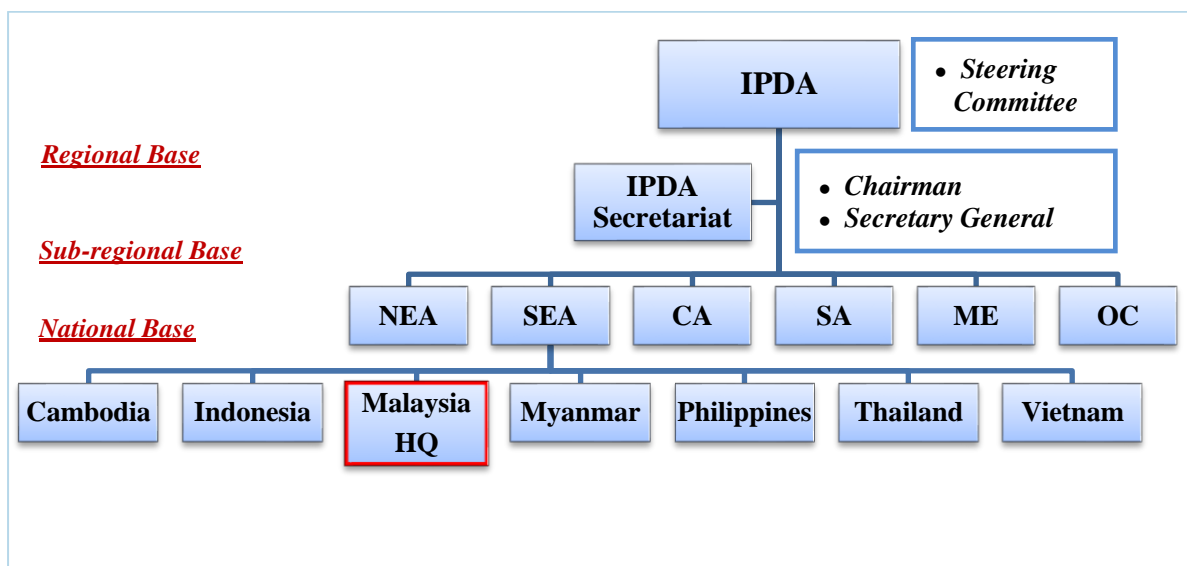 IPDA
• Steering
Committee
Regional Base
IPDA
Secretariat
• Chairman
• Secretary General
Sub-regional Base
NEA
SEA
CA
SA
ME
OC
National Base
Cambodia
Indonesia
Malaysia
HQ
Myanmar
Philippines
Thailand
Vietnam